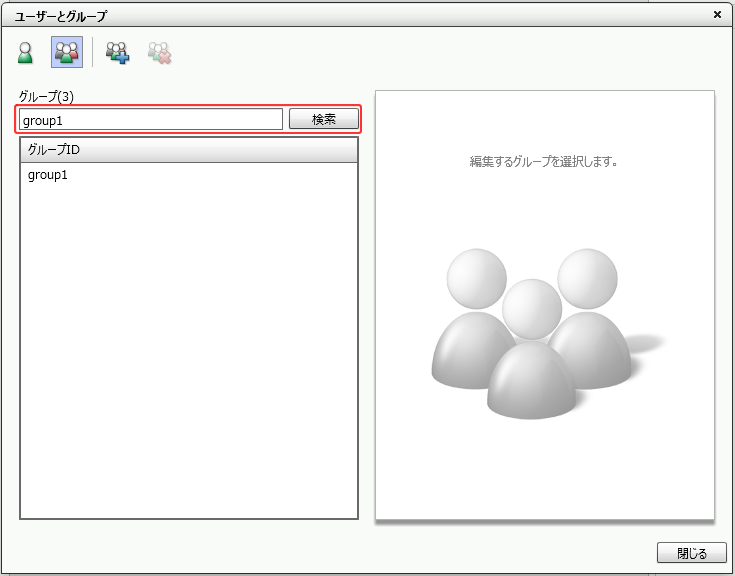 ユーザーとグループ
グループ(3)
group1
検索
グループID
group1
編集するグループを選択します。
閉じる